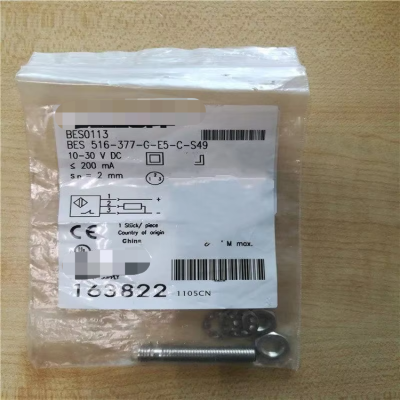 BES0113
BES 516-377-G-E5-C-S49
10-30 V DC
≤ 200 mA
sₙ = 2 mm
1 Stück/ piece
Country of origin
China
M max.
163822
1105CN